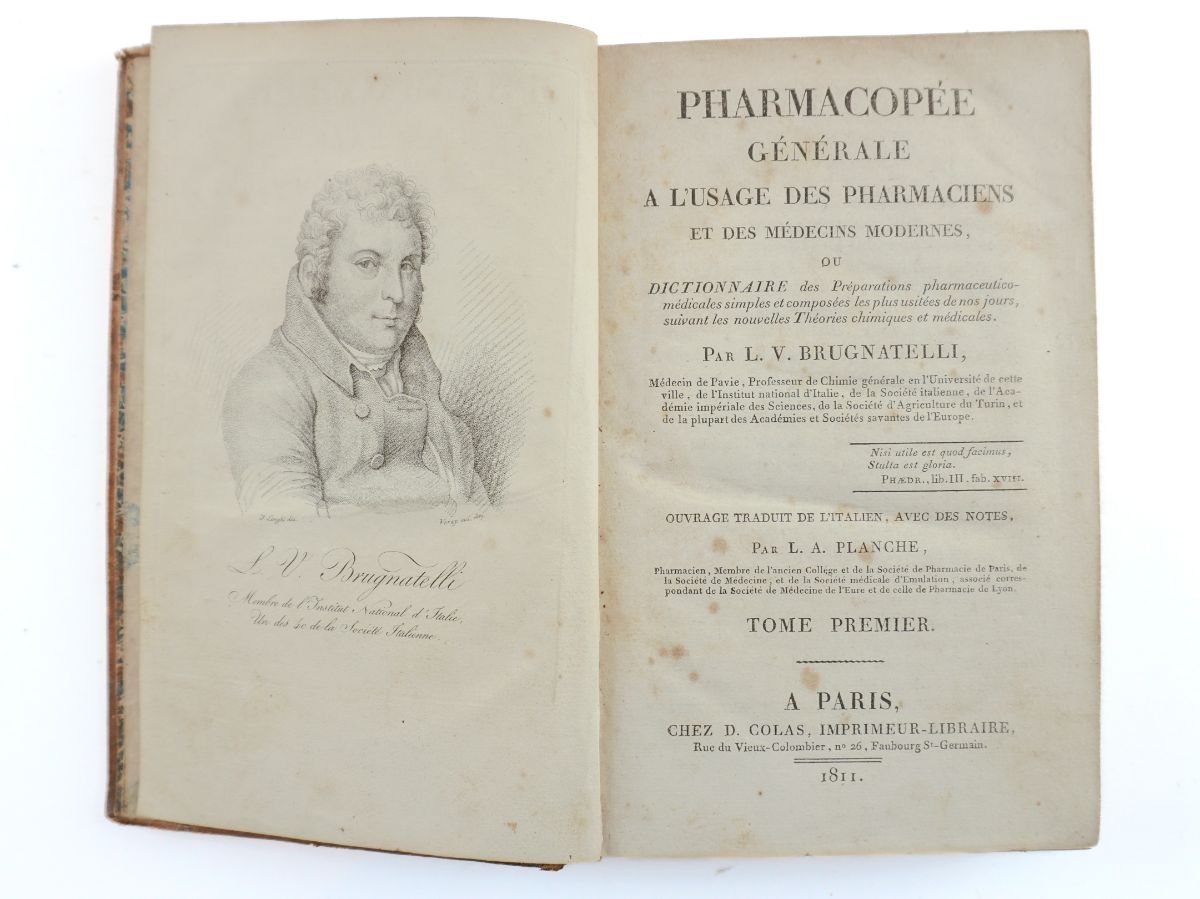 L. V. Brugnatelli
Membre de l'Institut National d'Italie,
Un des 40 de la Société Italienne.
PHARMACOPÉE
GÉNÉRALE
A L'USAGE DES PHARMACIENS
ET DES MÉDECINS MODERNES,
OU
DICTIONNAIRE des Préparations pharmaceutico-
médicales simples et composées les plus usitées de nos jours,
suivant les nouvelles Théories chimiques et médicales.
PAR L. V. BRUGNATELLI,
Médecin de Pavie, Professeur de Chimie générale en l'Université de cette
ville, de l'Institut national d'Italie, de la Société italienne, de l'Aca-
démie impériale des Sciences, de la Société d'Agriculture du Turin, et
de la plupart des Académies et Sociétés savantes de l'Europe.
Nisi utile est quod facimus,
Stulta est gloria.
PHÆDR., lib. III. fab. XVIII.
OUVRAGE TRADUIT DE L'ITALIEN, AVEC DES NOTES,
PAR L. A. PLANCHE,
Pharmacien, Membre de l'ancien Collége et de la Société de Pharmacie de Paris, de
la Société de Médecine, et de la Société médicale d'Emulation, associé corres-
pondant de la Société de Médecine de l'Eure et de celle de Pharmacie de Lyon.
TOME PREMIER.
A PARIS,
CHEZ D. COLAS, IMPRIMEUR-LIBRAIRE,
Rue du Vieux-Colombier, nº 26, Faubourg St-Germain.
1811.